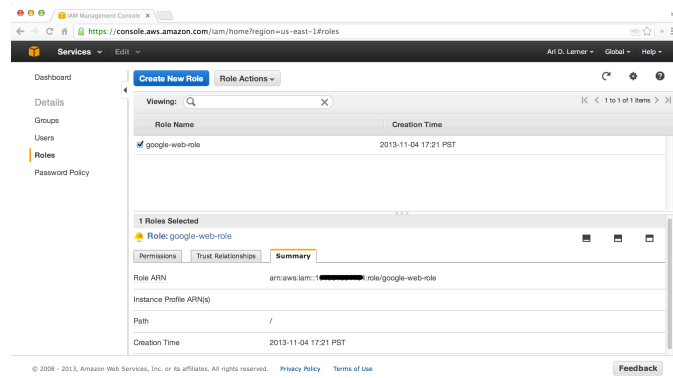 IAM Management Console
https://console.aws.amazon.com/iam/home?region=us-east-1#roles
Services Edit Ari D. Lerner Global Help
Dashboard
Details
Groups
Users
Roles
Password Policy
Create New Role Role Actions
Viewing: 1 to 1 of 1 Items
Role Name Creation Time
google-web-role 2013-11-04 17:21 PST
1 Roles Selected
Role: google-web-role
Permissions Trust Relationships Summary
Role ARN arn:aws:iam::1 :role/google-web-role
Instance Profile ARN(s)
Path /
Creation Time 2013-11-04 17:21 PST
© 2008 - 2013, Amazon Web Services, Inc. or its affiliates. All rights reserved. Privacy Policy Terms of Use Feedback